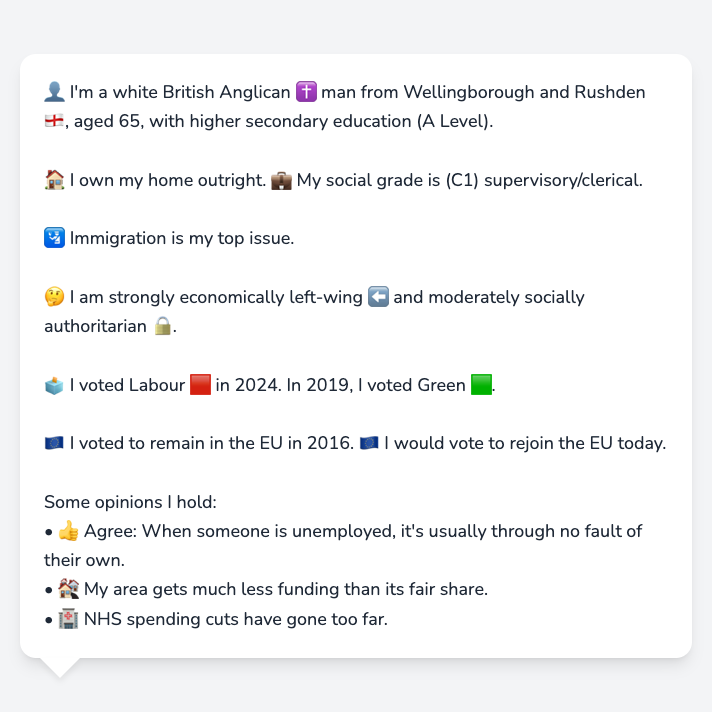 👤 I'm a white British Anglican ✝️ man from Wellingborough and Rushden
🏴󠁧󠁢󠁥󠁮󠁧󠁿, aged 65, with higher secondary education (A Level).
🏠 I own my home outright. 💼 My social grade is (C1) supervisory/clerical.
🛂 Immigration is my top issue.
🤔 I am strongly economically left-wing ⬅️ and moderately socially
authoritarian 🔒.
🗳️ I voted Labour 🟥 in 2024. In 2019, I voted Green 🟩.
🇪🇺 I voted to remain in the EU in 2016. 🇪🇺 I would vote to rejoin the EU today.
Some opinions I hold:
• 👍 Agree: When someone is unemployed, it's usually through no fault of
their own.
• 🏘️ My area gets much less funding than its fair share.
• 🏥 NHS spending cuts have gone too far.